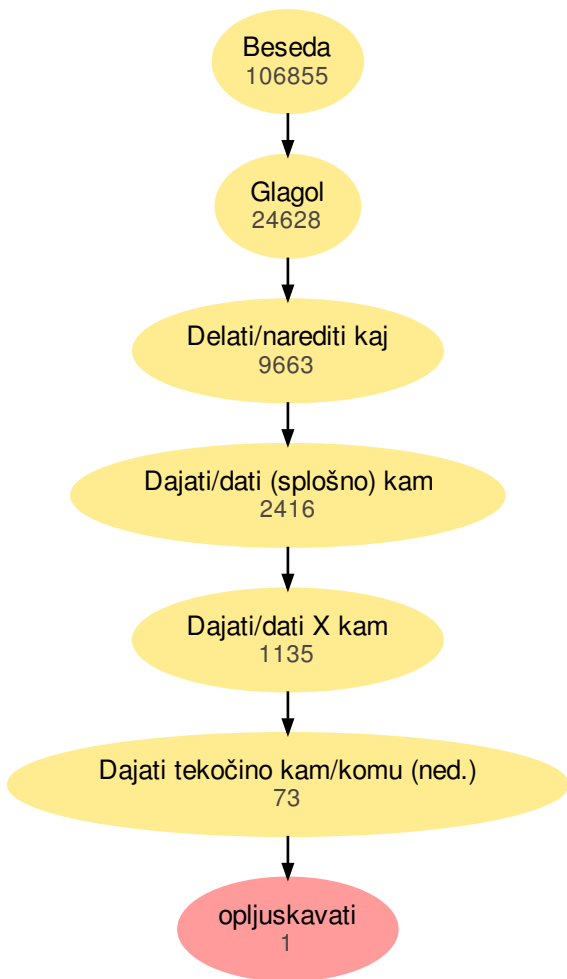 Beseda
106855
Glagol
24628
Delati/narediti kaj
9663
Dajati/dati (splošno) kam
2416
Dajati/dati X kam
1135
Dajati tekočino kam/komu (ned.)
73
opljuskavati
1